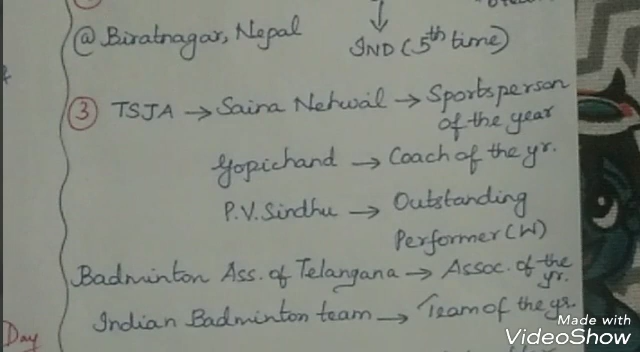 @ Biratnagar, Nepal
↓
IND (5th time)
③ TSJA → Saina Nehwal → Sportsperson
of the year
Gopichand → Coach of the yr.
P.V. Sindhu → Outstanding
Performer (W)
Badminton Ass. of Telangana → Assoc. of the
yr.
Indian Badminton team → Team of the yr.
Day
Made with
VideoShow